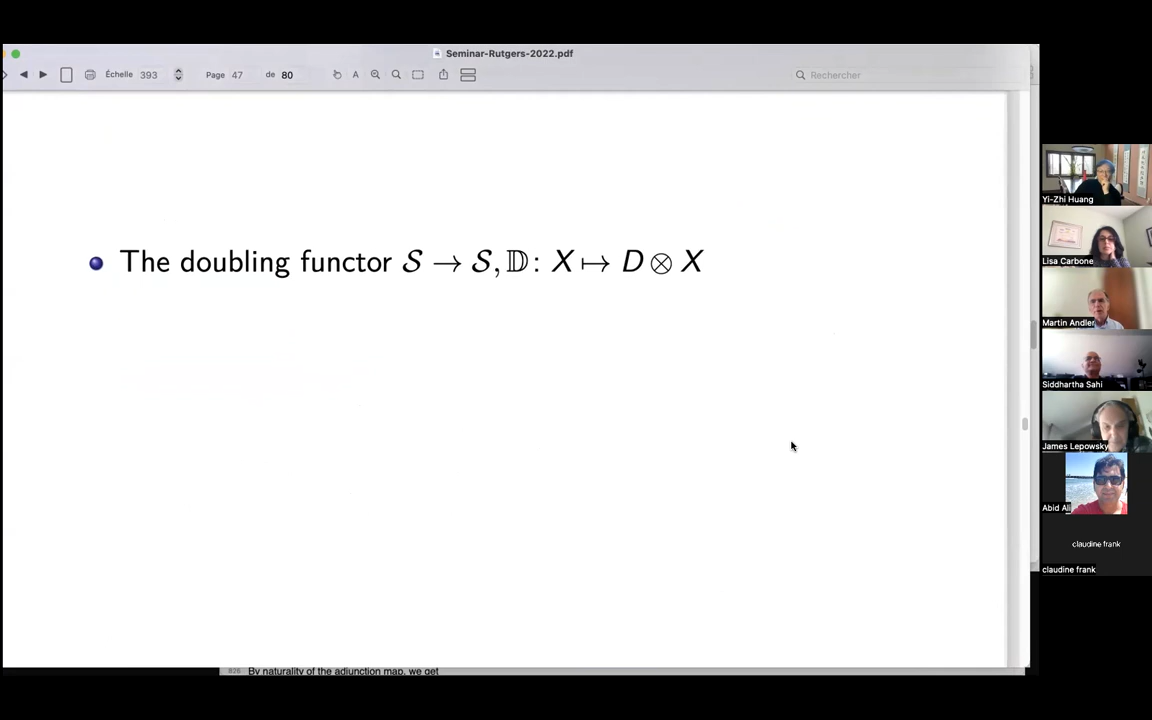 Seminar-Rutgers-2022.pdf
Échelle 393 Page 47 de 80 A Rechercher
The doubling functor 𝒮 → 𝒮, 𝔻 : X ↦ D ⊗ X
Yi-Zhi Huang
Lisa Carbone
Martin Andler
Siddhartha Sahi
James Lepowsky
Abid Ali
claudine frank
claudine frank
By naturality of the adjunction map, we get